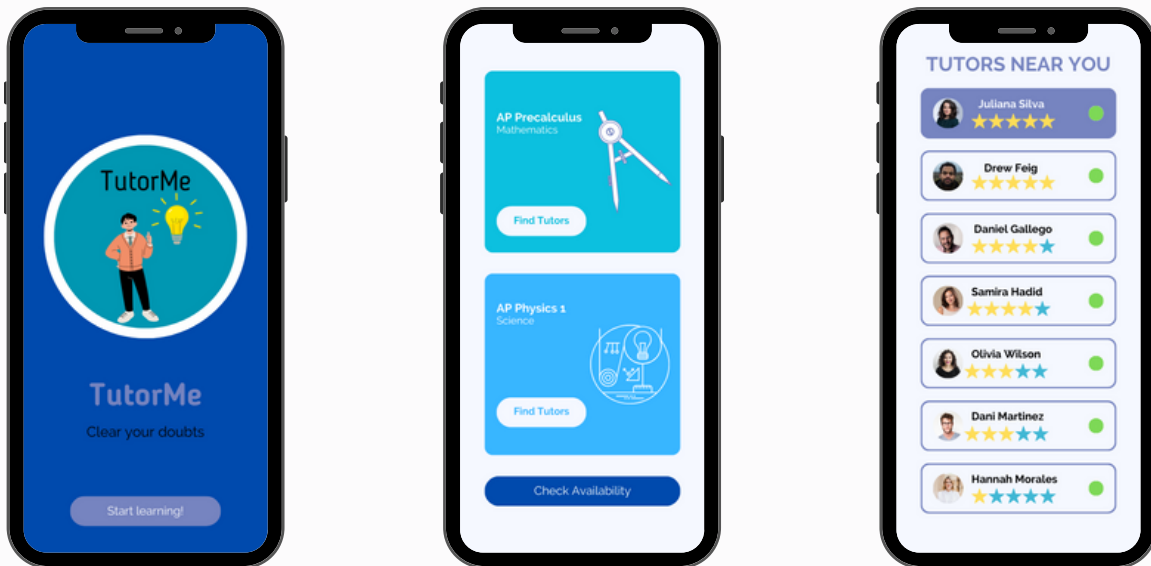 TutorMe
TutorMe
Clear your doubts
Start learning!
AP Precalculus
Mathematics
Find Tutors
AP Physics 1
Science
Find Tutors
Check Availability
TUTORS NEAR YOU
Juliana Silva
Drew Feig
Daniel Gallego
Samira Hadid
Olivia Wilson
Dani Martinez
Hannah Morales